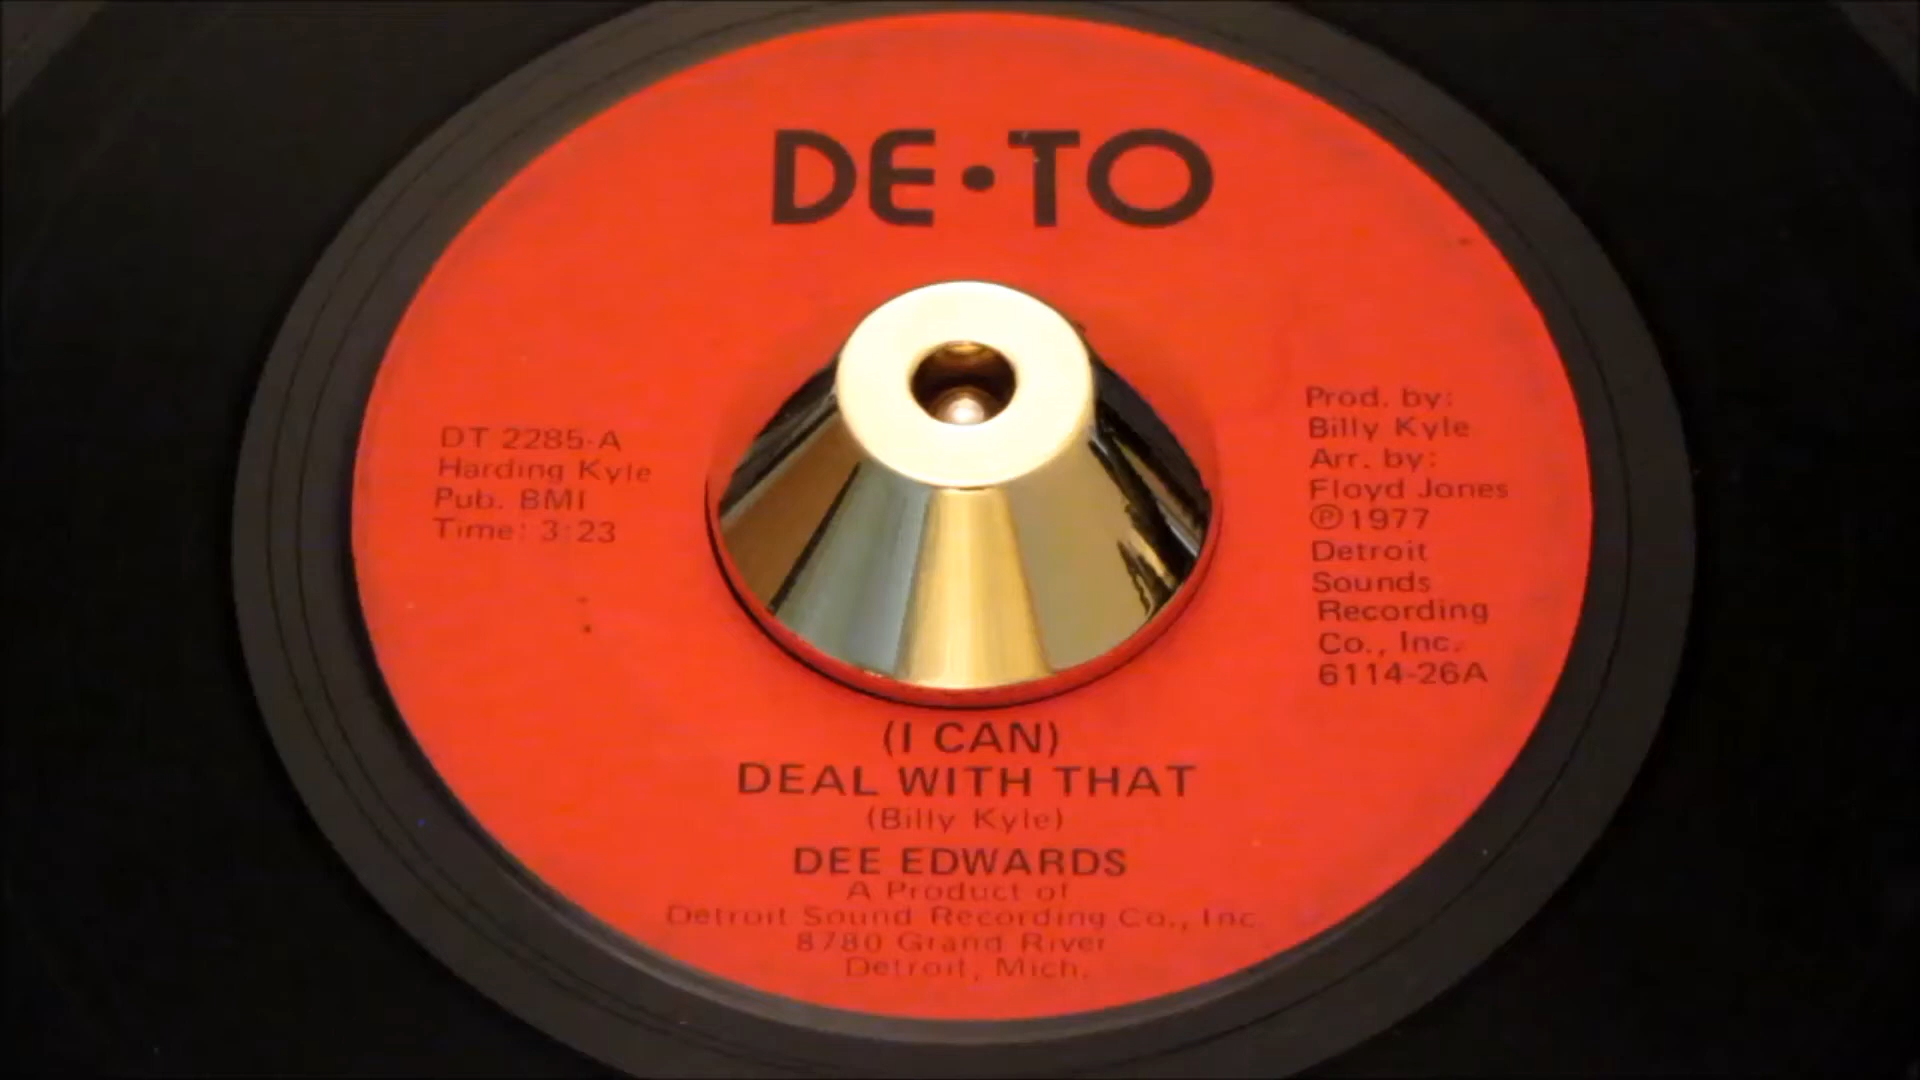 DE•TO
DT 2285-A
Harding Kyle
Pub. BMI
Time: 3:23
Prod. by:
Billy Kyle
Arr. by:
Floyd Jones
℗1977
Detroit
Sounds
Recording
Co., Inc.
6114-26A
(I CAN)
DEAL WITH THAT
(Billy Kyle)
DEE EDWARDS
A Product of
Detroit Sound Recording Co., Inc.
8780 Grand River
Detroit, Mich.